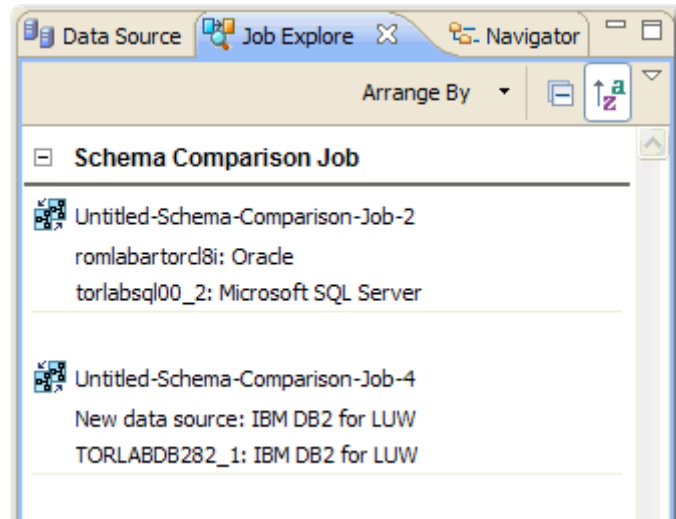 Data Source Job Explore Navigator
Arrange By
Schema Comparison Job
Untitled-Schema-Comparison-Job-2
romlabartorcl8i: Oracle
torlabsql00_2: Microsoft SQL Server
Untitled-Schema-Comparison-Job-4
New data source: IBM DB2 for LUW
TORLABDB282_1: IBM DB2 for LUW